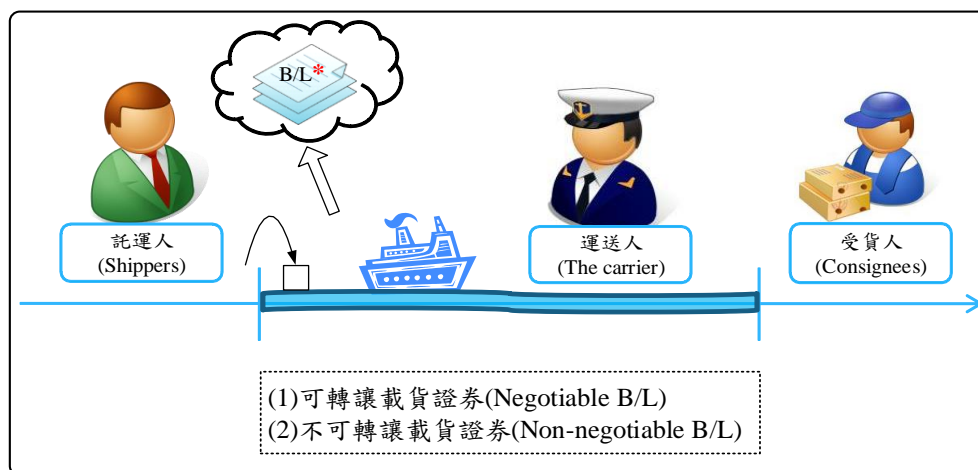 B/L*
託運人
(Shippers)
運送人
(The carrier)
受貨人
(Consignees)
(1)可轉讓載貨證券(Negotiable B/L)
(2)不可轉讓載貨證券(Non-negotiable B/L)